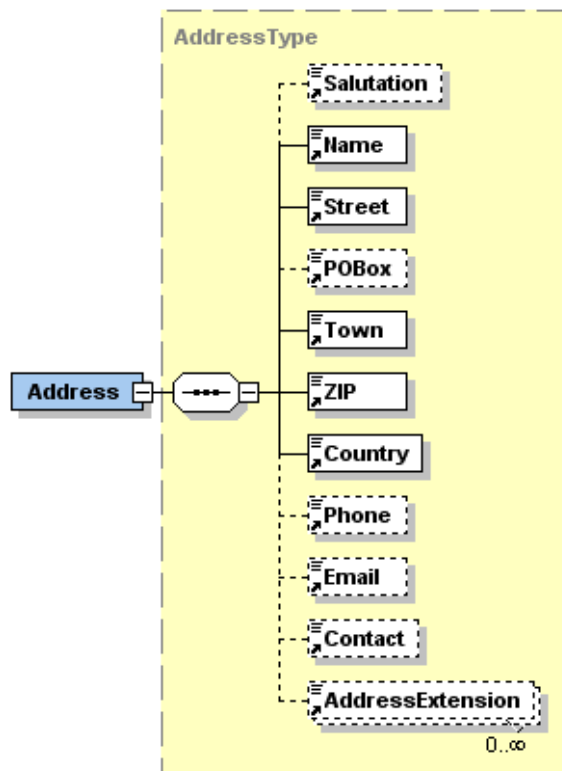 AddressType
Salutation
Name
Street
POBox
Town
Address
ZIP
Country
Phone
Email
Contact
AddressExtension
0..∞